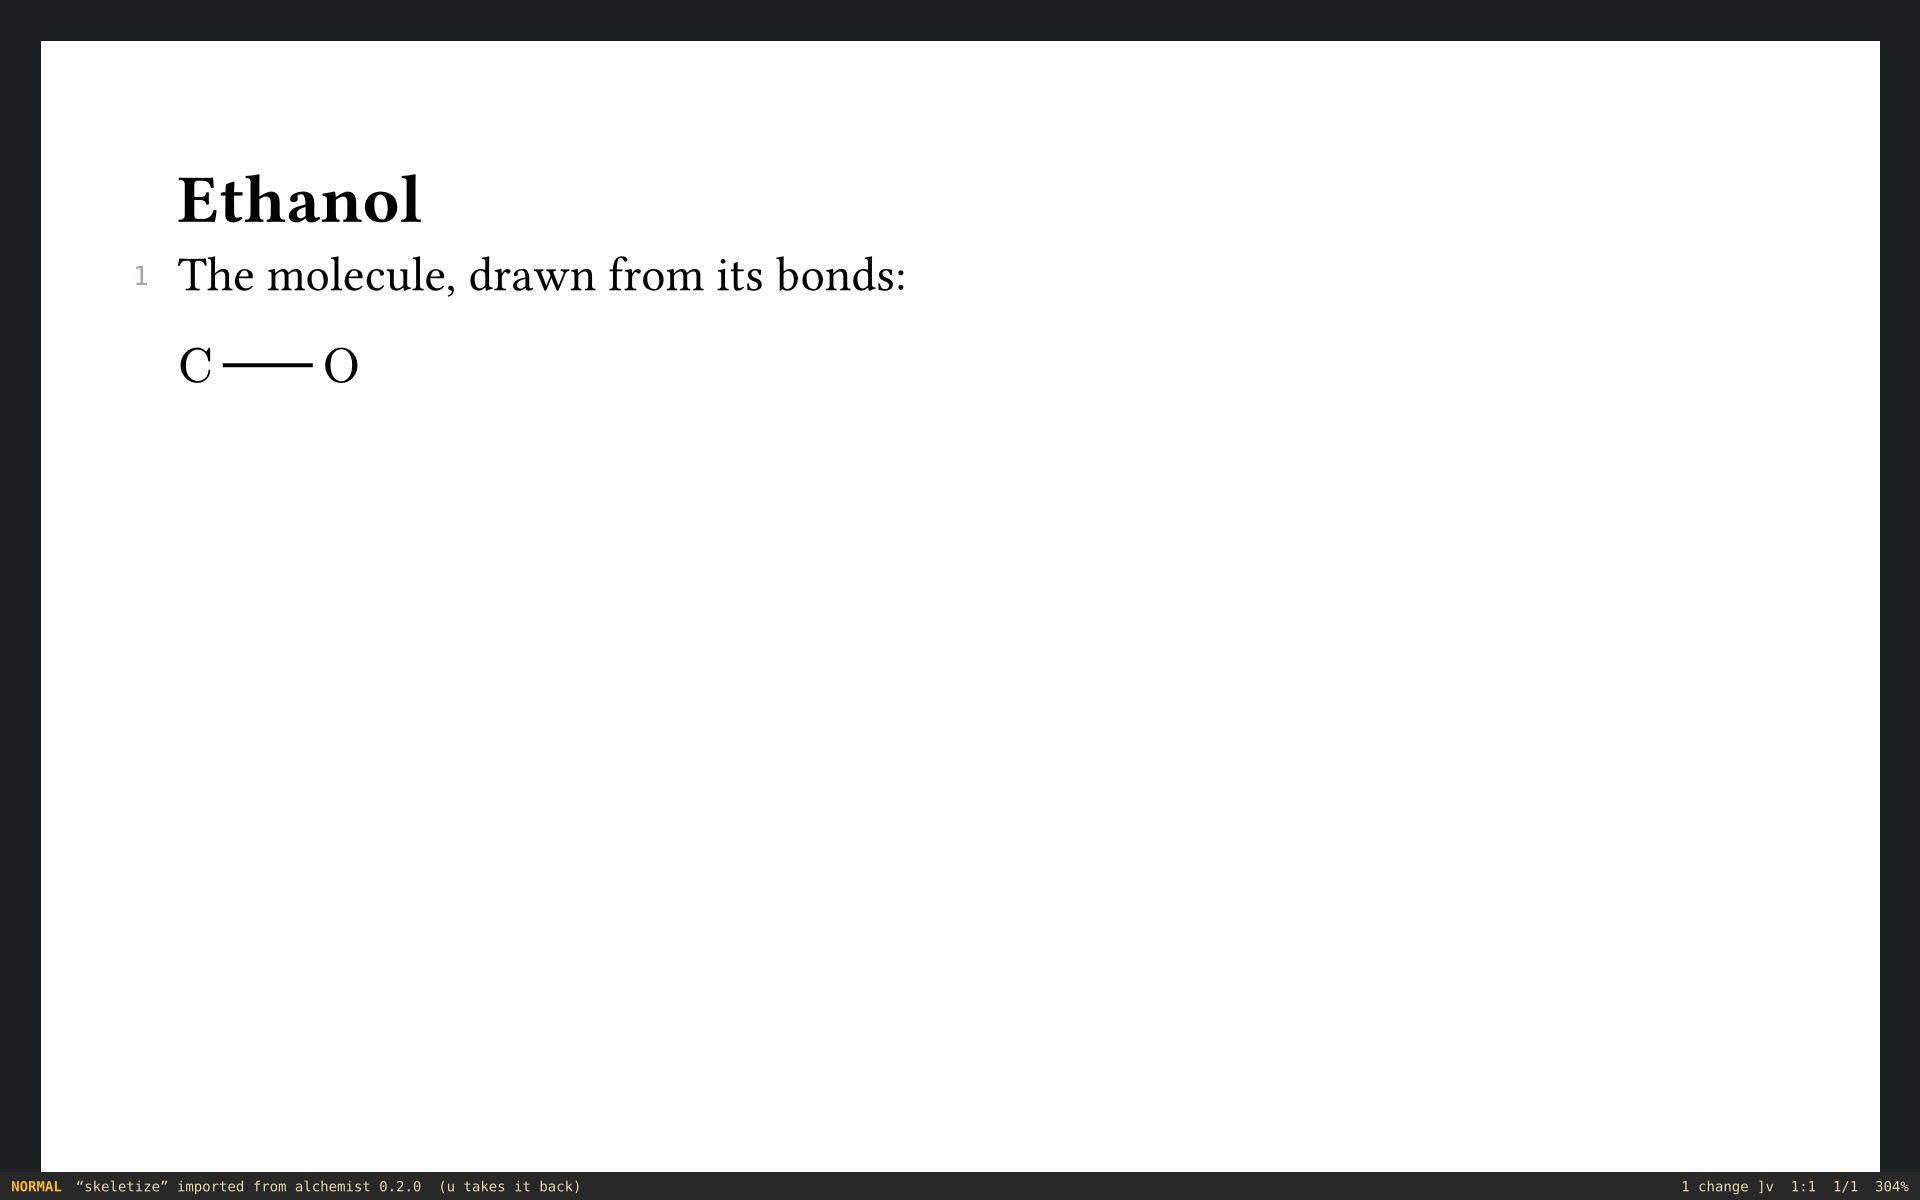 Ethanol
1 The molecule, drawn from its bonds:
C O
NORMAL “skeletize” imported from alchemist 0.2.0 (u takes it back) 1 change ]v 1:1 1/1 304%